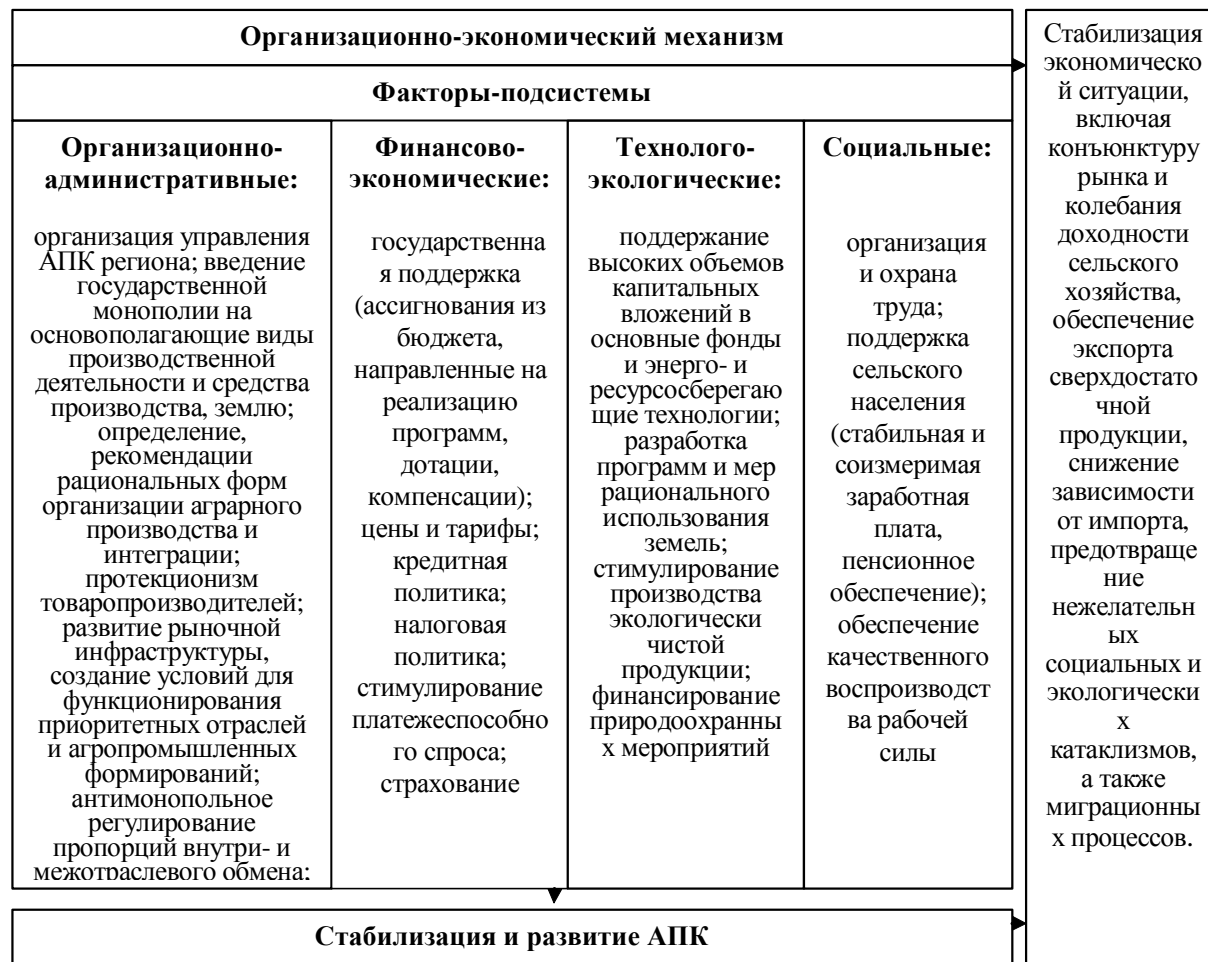 Организационно-экономический механизм
Факторы-подсистемы
Организационно-
административные:
организация управления
АПК региона; введение
государственной
монополии на
основополагающие виды
производственной
деятельности и средства
производства, землю;
определение,
рекомендации
рациональных форм
организации аграрного
производства и
интеграции;
протекционизм
товаропроизводителей;
развитие рыночной
инфраструктуры,
создание условий для
функционирования
приоритетных отраслей
и агропромышленных
формирований;
антимонопольное
регулирование
пропорций внутри- и
межотраслевого обмена;
Финансово-
экономические:
государственна
я поддержка
(ассигнования из
бюджета,
направленные на
реализацию
программ,
дотации,
компенсации);
цены и тарифы;
кредитная
политика;
налоговая
политика;
стимулирование
платежеспособно
го спроса;
страхование
Технолого-
экологические:
поддержание
высоких объемов
капитальных
вложений в
основные фонды
и энерго- и
ресурсосберегаю
щие технологии;
разработка
программ и мер
рационального
использования
земель;
стимулирование
производства
экологически
чистой
продукции;
финансирование
природоохранны
х мероприятий
Социальные:
организация
и охрана
труда;
поддержка
сельского
населения
(стабильная и
соизмеримая
заработная
плата,
пенсионное
обеспечение);
обеспечение
качественного
воспроизводст
ва рабочей
силы
Стабилизация
экономическо
й ситуации,
включая
конъюнктуру
рынка и
колебания
доходности
сельского
хозяйства,
обеспечение
экспорта
сверхдостато
чной
продукции,
снижение
зависимости
от импорта,
предотвраще
ние
нежелательн
ых
социальных и
экологически
х
катаклизмов,
а также
миграционны
х процессов.
Стабилизация и развитие АПК